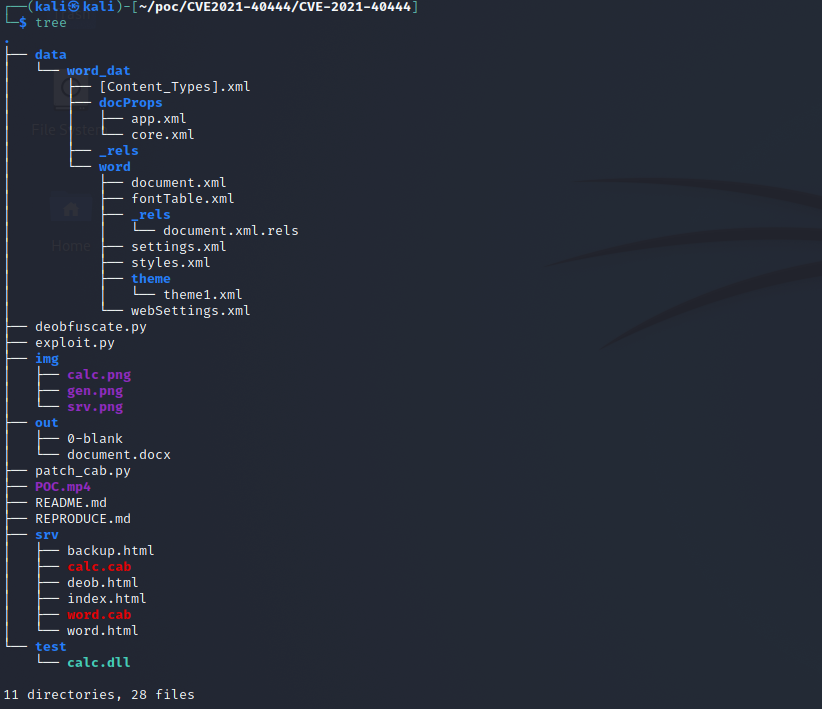 ┌──(kali㉿kali)-[~/poc/CVE2021-40444/CVE-2021-40444]
└─$ tree
.
├── data
│   └── word_dat
│       ├── [Content_Types].xml
│       ├── docProps
│       │   ├── app.xml
│       │   └── core.xml
│       ├── _rels
│       └── word
│           ├── document.xml
│           ├── fontTable.xml
│           ├── _rels
│           │   └── document.xml.rels
│           ├── settings.xml
│           ├── styles.xml
│           ├── theme
│           │   └── theme1.xml
│           └── webSettings.xml
├── deobfuscate.py
├── exploit.py
├── img
│   ├── calc.png
│   ├── gen.png
│   └── srv.png
├── out
│   ├── 0-blank
│   └── document.docx
├── patch_cab.py
├── POC.mp4
├── README.md
├── REPRODUCE.md
├── srv
│   ├── backup.html
│   ├── calc.cab
│   ├── deob.html
│   ├── index.html
│   ├── word.cab
│   └── word.html
└── test
    └── calc.dll
11 directories, 28 files
File System
Home